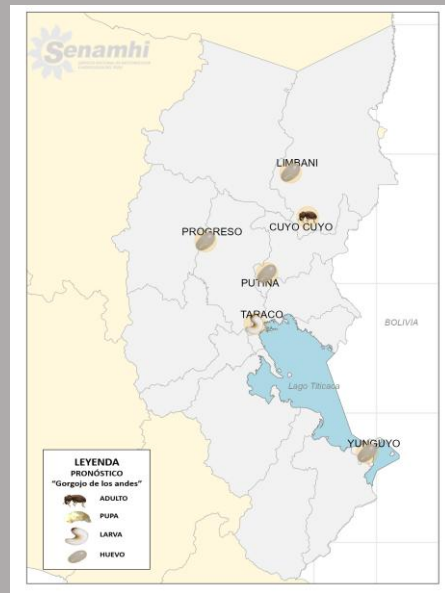 Senamhi
LIMBANI
CUYO CUYO
PROGRESO
PUTINA
TARACO
BOLIVIA
Lago Titicaca
YUNGUYO
LEYENDA
PRONÓSTICO
"Gorgojo de los andes"
ADULTO
PUPA
LARVA
HUEVO